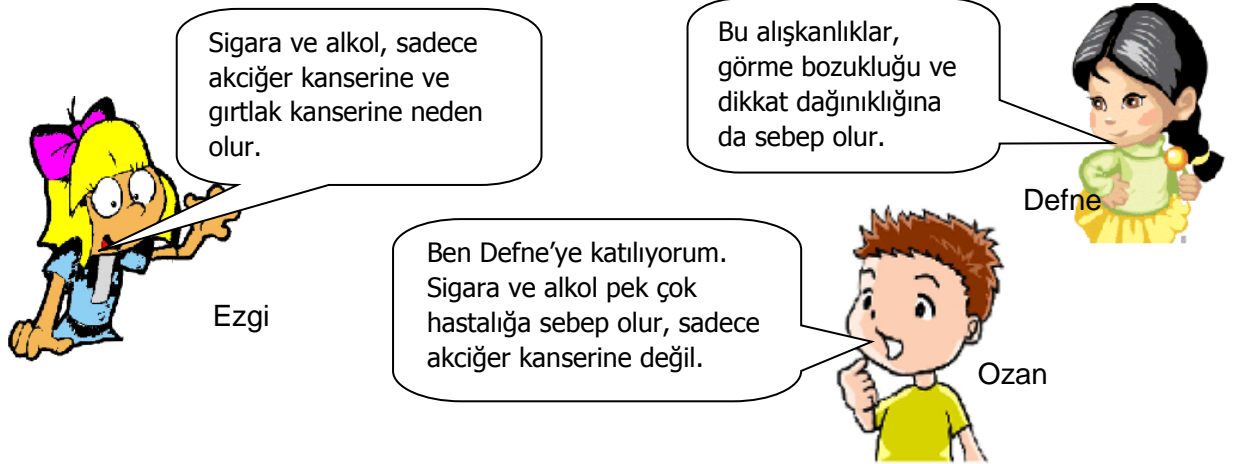 Sigara ve alkol, sadece
akciğer kanserine ve
gırtlak kanserine neden
olur.
Ezgi
Bu alışkanlıklar,
görme bozukluğu ve
dikkat dağınıklığına
da sebep olur.
Defne
Ben Defne’ye katılıyorum.
Sigara ve alkol pek çok
hastalığa sebep olur, sadece
akciğer kanserine değil.
Ozan